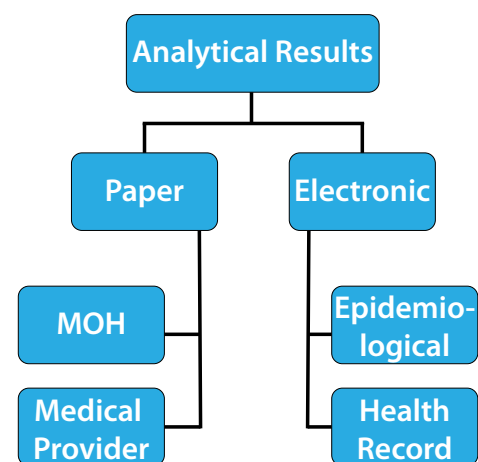 Analytical Results
Paper
Electronic
MOH
Epidemio-
logical
Medical
Provider
Health
Record